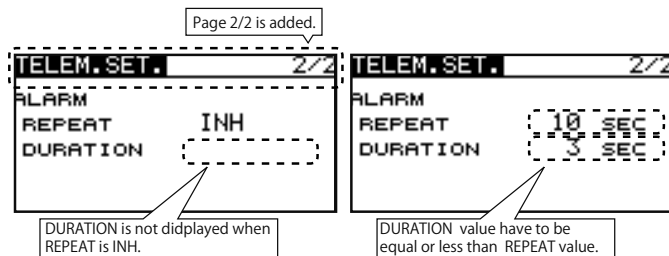 Page 2/2 is added.
TELEM.SET. 2/2
ALARM
REPEAT INH
DURATION
DURATION is not didplayed when
REPEAT is INH.
TELEM.SET. 2/2
ALARM
REPEAT 10 SEC
DURATION 3 SEC
DURATION value have to be
equal or less than REPEAT value.